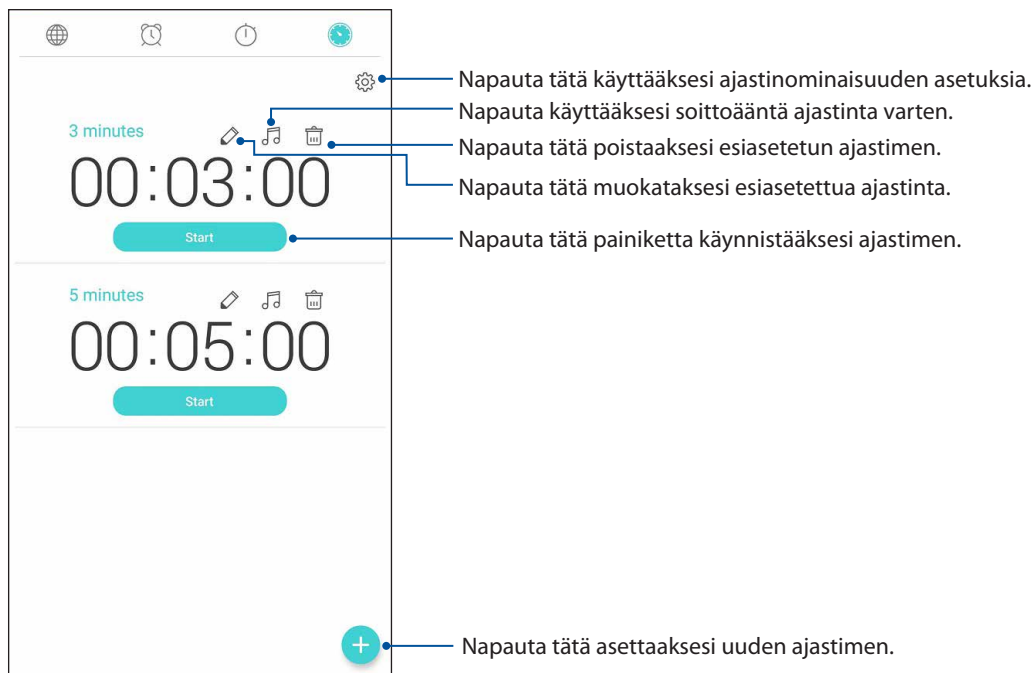 Napauta tätä käyttääksesi ajastinominaisuuden asetuksia.
Napauta käyttääksesi soittoääntä ajastinta varten.
3 minutes
Napauta tätä poistaaksesi esiasetetun ajastimen.
00:03:00
Napauta tätä muokataksesi esiasetettua ajastinta.
Start
Napauta tätä painiketta käynnistääksesi ajastimen.
5 minutes
00:05:00
Start
Napauta tätä asettaaksesi uuden ajastimen.